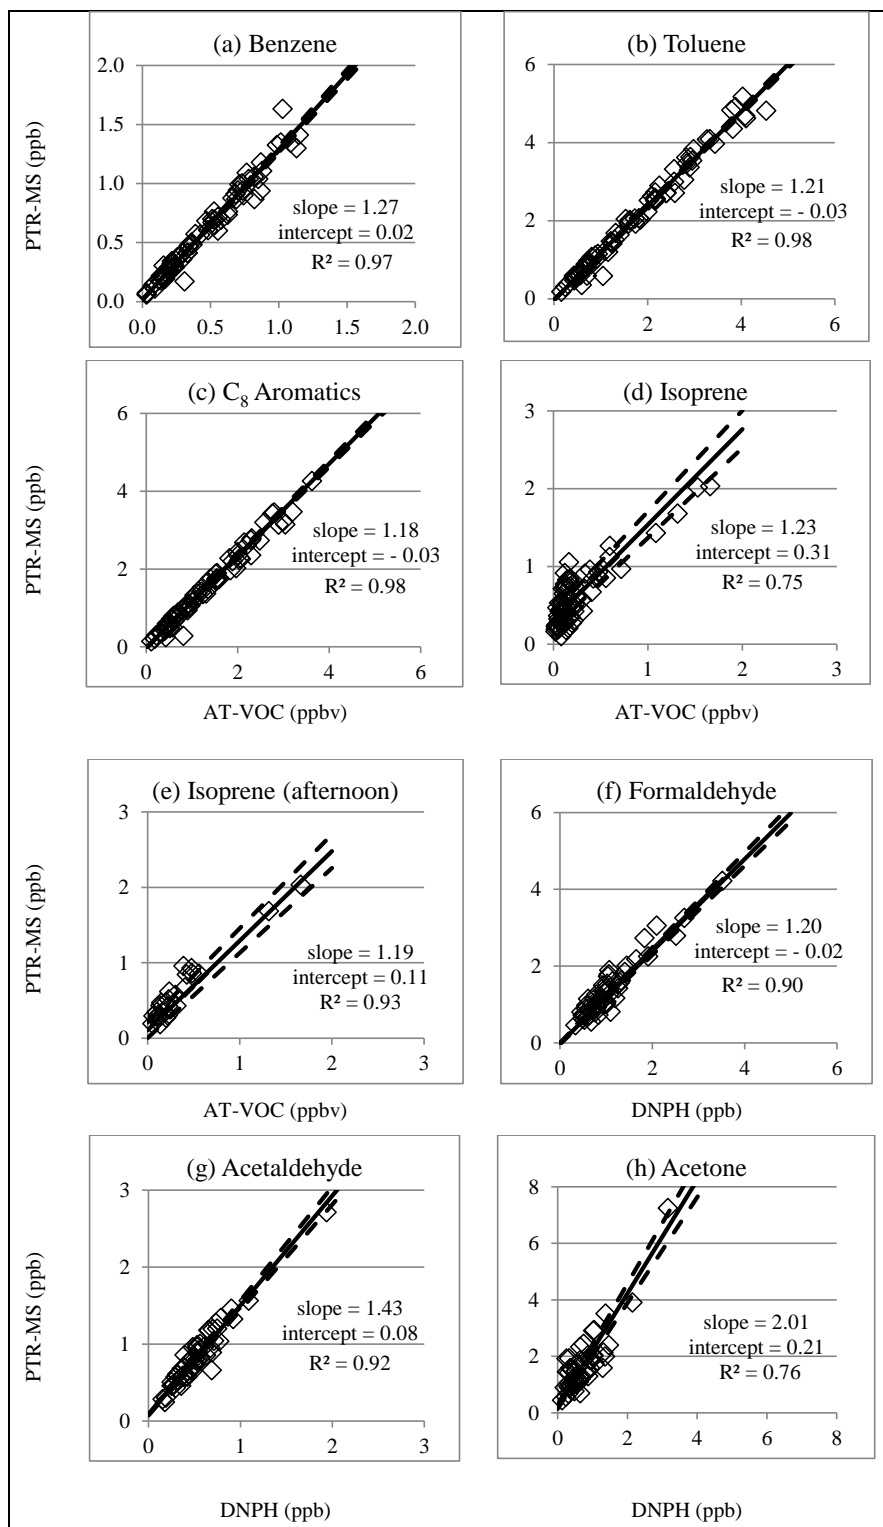 (a) Benzene
PTR-MS (ppb)
2.0
1.5
1.0
0.5
0.0
slope = 1.27
intercept = 0.02
R² = 0.97
0.0 0.5 1.0 1.5 2.0
(b) Toluene
6
4
2
0
slope = 1.21
intercept = - 0.03
R² = 0.98
0 2 4 6
(c) C₈ Aromatics
PTR-MS (ppb)
6
4
2
0
slope = 1.18
intercept = - 0.03
R² = 0.98
0 2 4 6
AT-VOC (ppbv)
(d) Isoprene
3
2
1
0
slope = 1.23
intercept = 0.31
R² = 0.75
0 1 2 3
AT-VOC (ppbv)
(e) Isoprene (afternoon)
PTR-MS (ppb)
3
2
1
0
slope = 1.19
intercept = 0.11
R² = 0.93
0 1 2 3
AT-VOC (ppbv)
(f) Formaldehyde
6
4
2
0
slope = 1.20
intercept = - 0.02
R² = 0.90
0 2 4 6
DNPH (ppb)
(g) Acetaldehyde
PTR-MS (ppb)
3
2
1
0
slope = 1.43
intercept = 0.08
R² = 0.92
0 1 2 3
DNPH (ppb)
(h) Acetone
8
6
4
2
0
slope = 2.01
intercept = 0.21
R² = 0.76
0 2 4 6 8
DNPH (ppb)